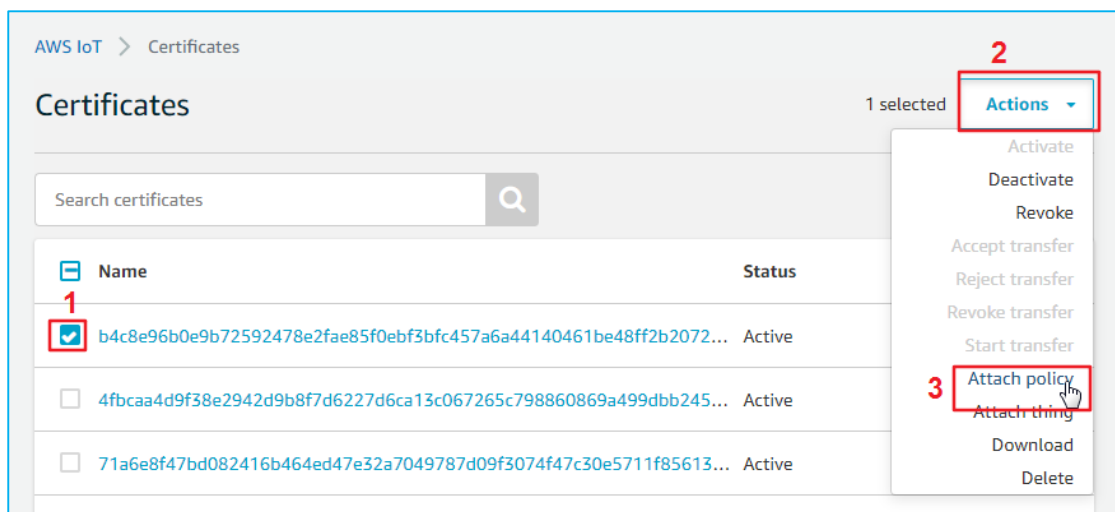 AWS IoT > Certificates
2
Certificates
1 selected
Actions
Activate
Deactivate
Revoke
Accept transfer
Reject transfer
Revoke transfer
Start transfer
3
Attach policy
Attach thing
Download
Delete
Search certificates
Name
Status
1
b4c8e96b0e9b72592478e2fae85f0ebf3bfc457a6a44140461be48ff2b2072... Active
4fbcaa4d9f38e2942d9b8f7d6227d6ca13c067265c798860869a499dbb245... Active
71a6e8f47bd082416b464ed47e32a7049787d09f3074f47c30e5711f85613... Active